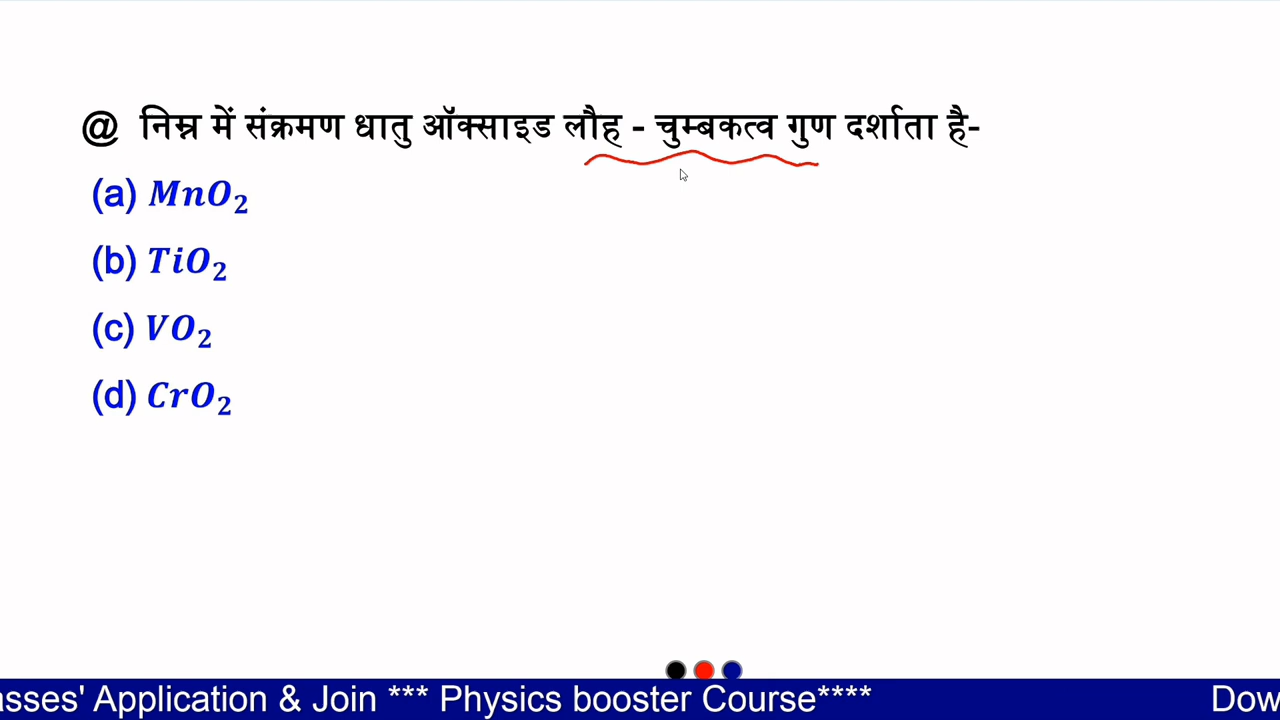 @ निम्न में संक्रमण धातु ऑक्साइड लौह - चुम्बकत्व गुण दर्शाता है-
(a) MnO₂
(b) TiO₂
(c) VO₂
(d) CrO₂
asses' Application & Join *** Physics booster Course**** Dow